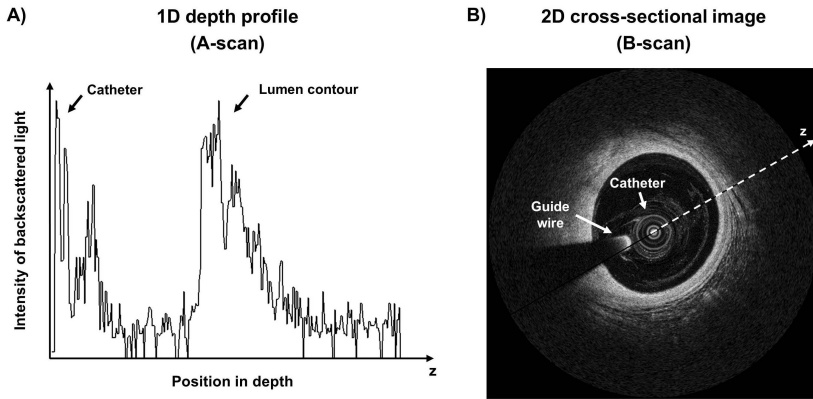 A)
1D depth profile
(A-scan)
Catheter
Lumen contour
Intensity of backscattered light
Position in depth
z
B)
2D cross-sectional image
(B-scan)
z
Catheter
Guide
wire